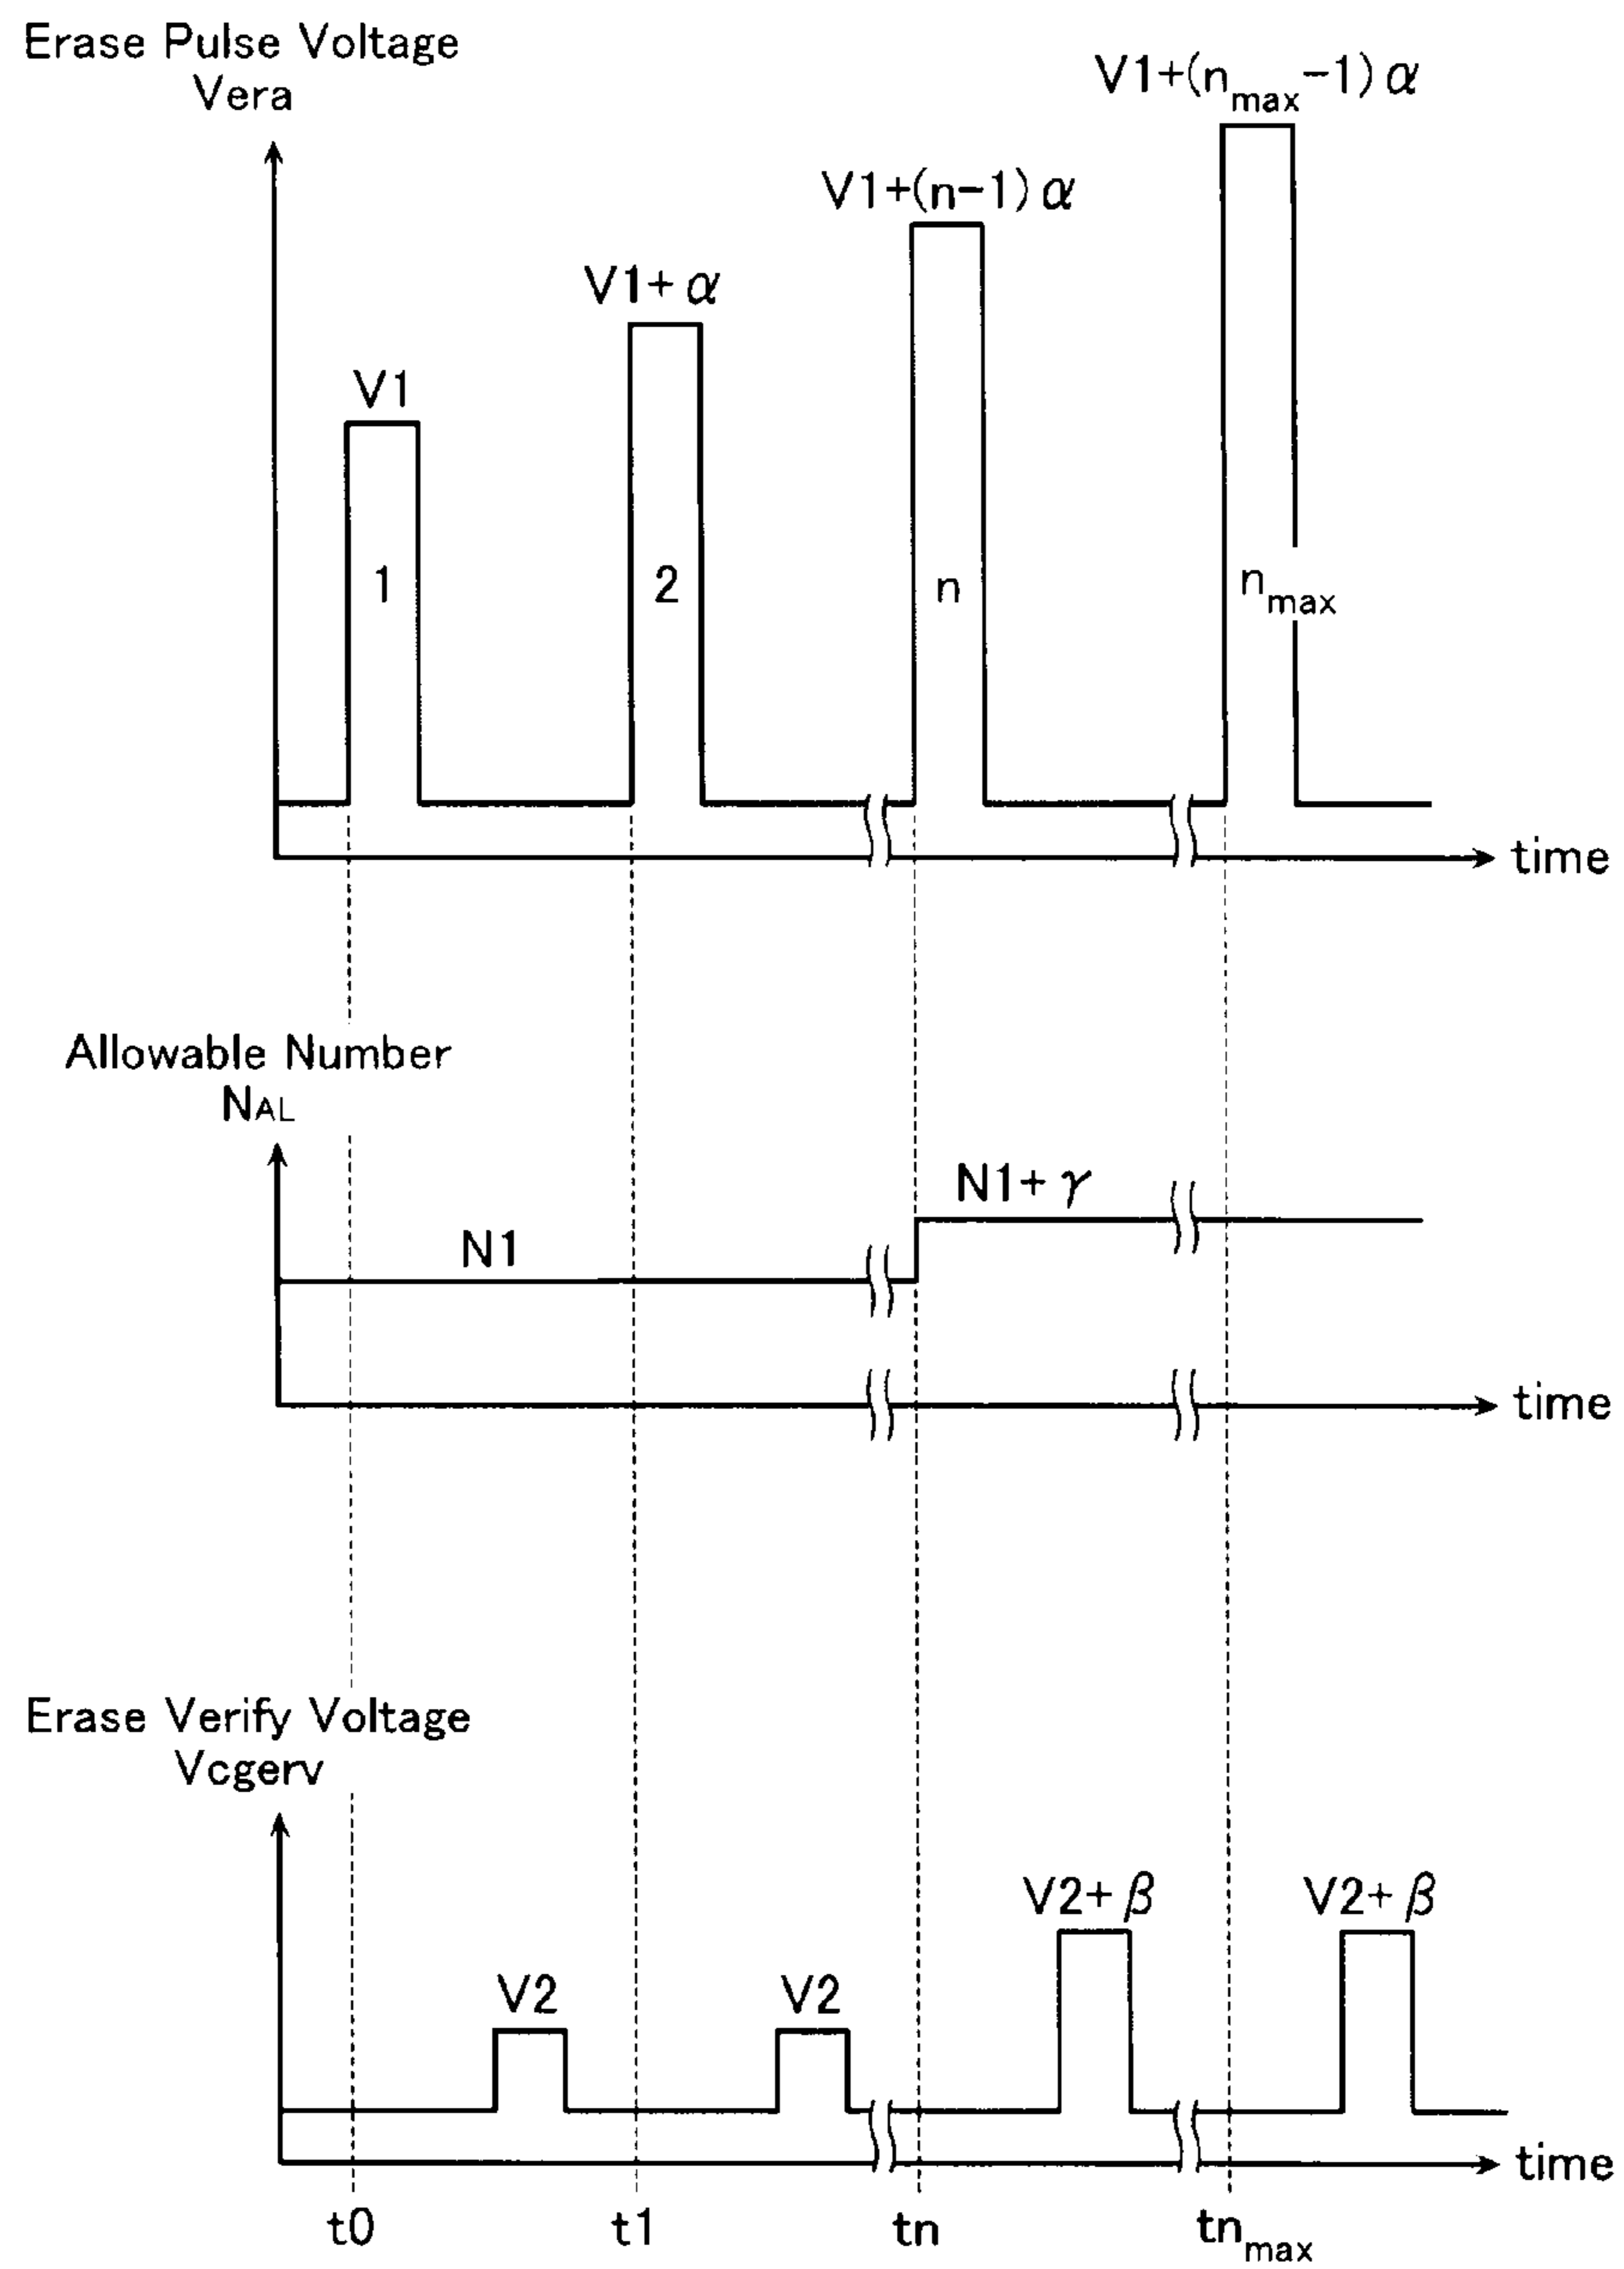 Erase Pulse Voltage
Vera
V1+(nmax-1)α
V1+(n-1)α
V1+α
V1
1
2
n
nmax
time
Allowable Number
NAL
N1+γ
N1
time
Erase Verify Voltage
Vcgerv
V2+β
V2+β
V2
V2
time
t0
t1
tn
tnmax